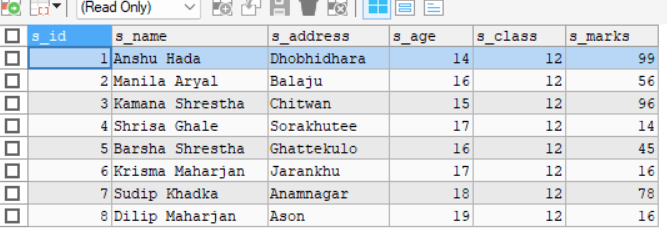 (Read Only)
s_id s_name s_address s_age s_class s_marks
1 Anshu Hada Dhobhidhara 14 12 99
2 Manila Aryal Balaju 16 12 56
3 Kamana Shrestha Chitwan 15 12 96
4 Shrisa Ghale Sorakhutee 17 12 14
5 Barsha Shrestha Ghattekulo 16 12 45
6 Krisma Maharjan Jarankhu 17 12 16
7 Sudip Khadka Anamnagar 18 12 78
8 Dilip Maharjan Ason 19 12 16